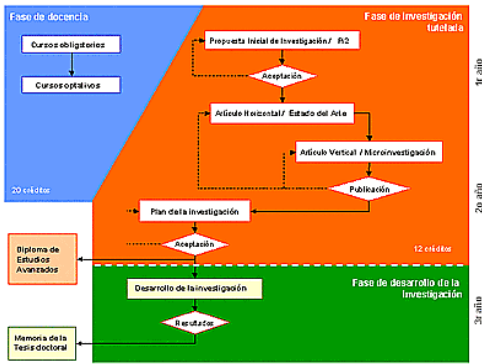 Fase de docencia
Cursos obligatorios
Cursos optativos
20 créditos
Fase de investigación
tutelada
Propuesta Inicial de Investigación /
Aceptación
Artículo Horizontal / Estado del Arte
Artículo Vertical / Microinvestigación
Publicación
Plan de la investigación
Aceptación
12 créditos
1r año
2o año
3r año
Diploma de
Estudios
Avanzados
Fase de desarrollo de la
investigación
Desarrollo de la investigación
Resultados
Memoria de la
Tesis doctoral